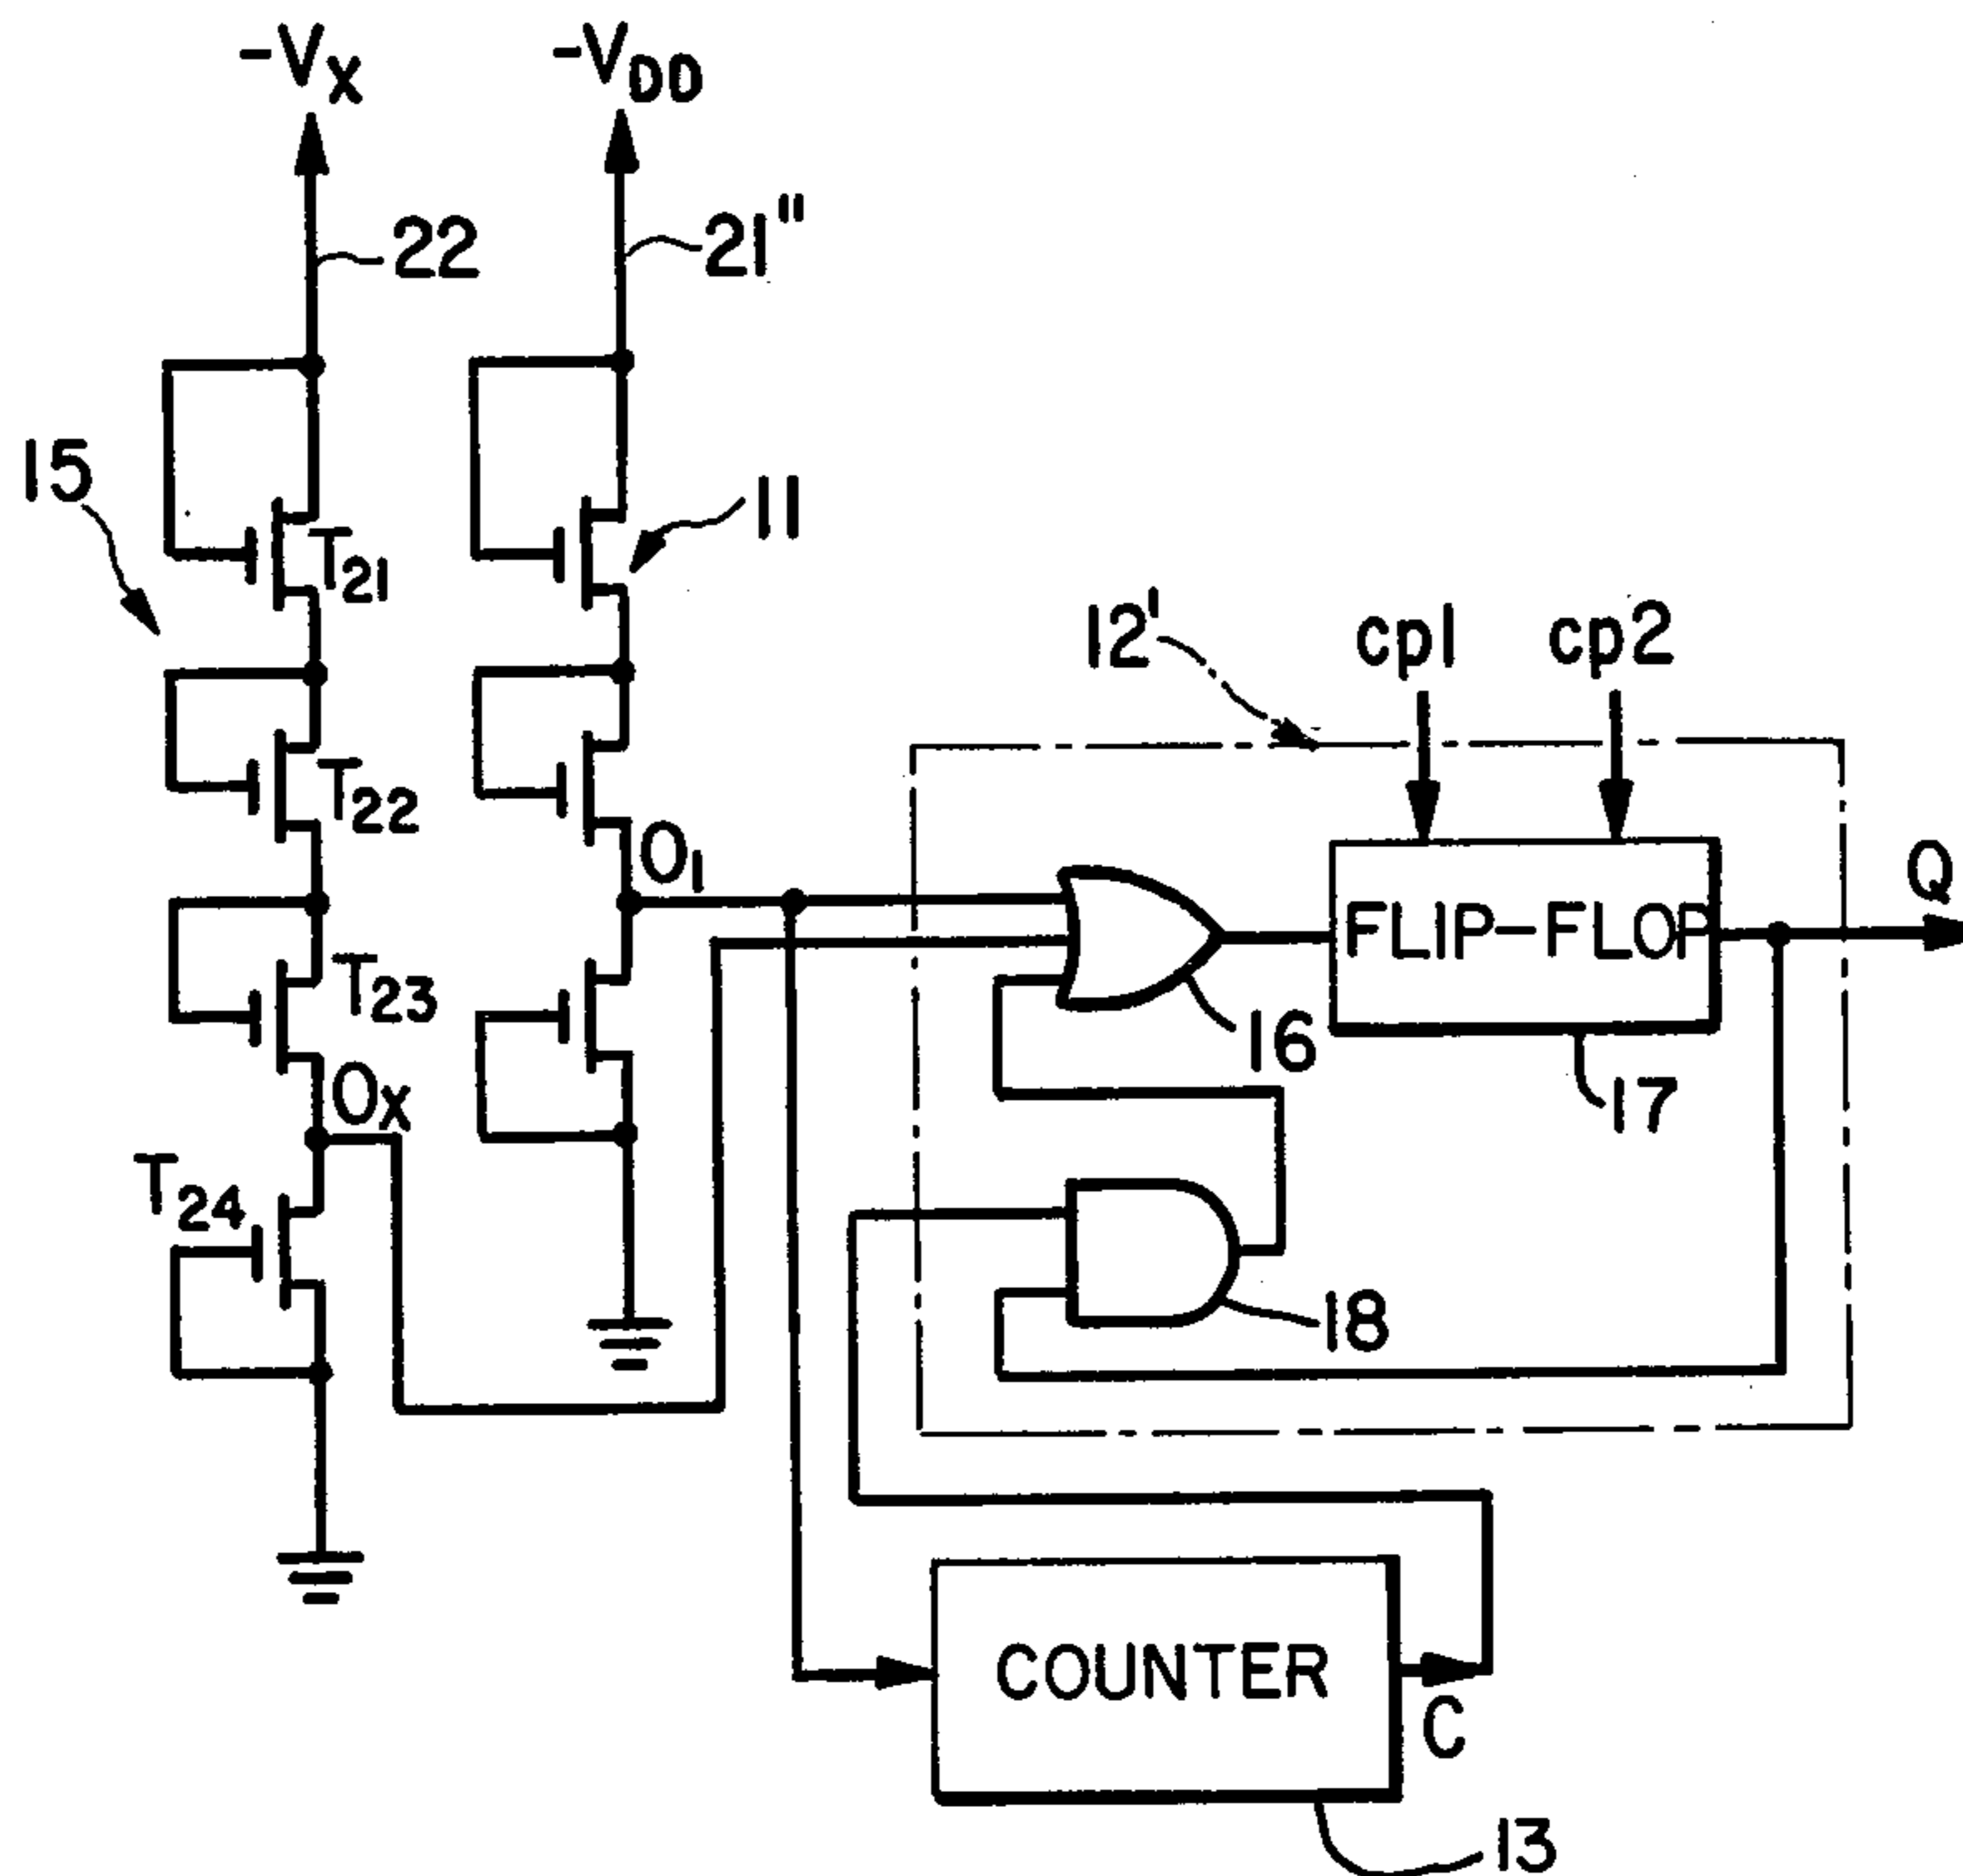 -VX
-VDD
22
21"
15
11
T21
12'
cp1
cp2
T22
O1
Q
FLIP-FLOP
T23
16
OX
17
T24
18
COUNTER
C
13